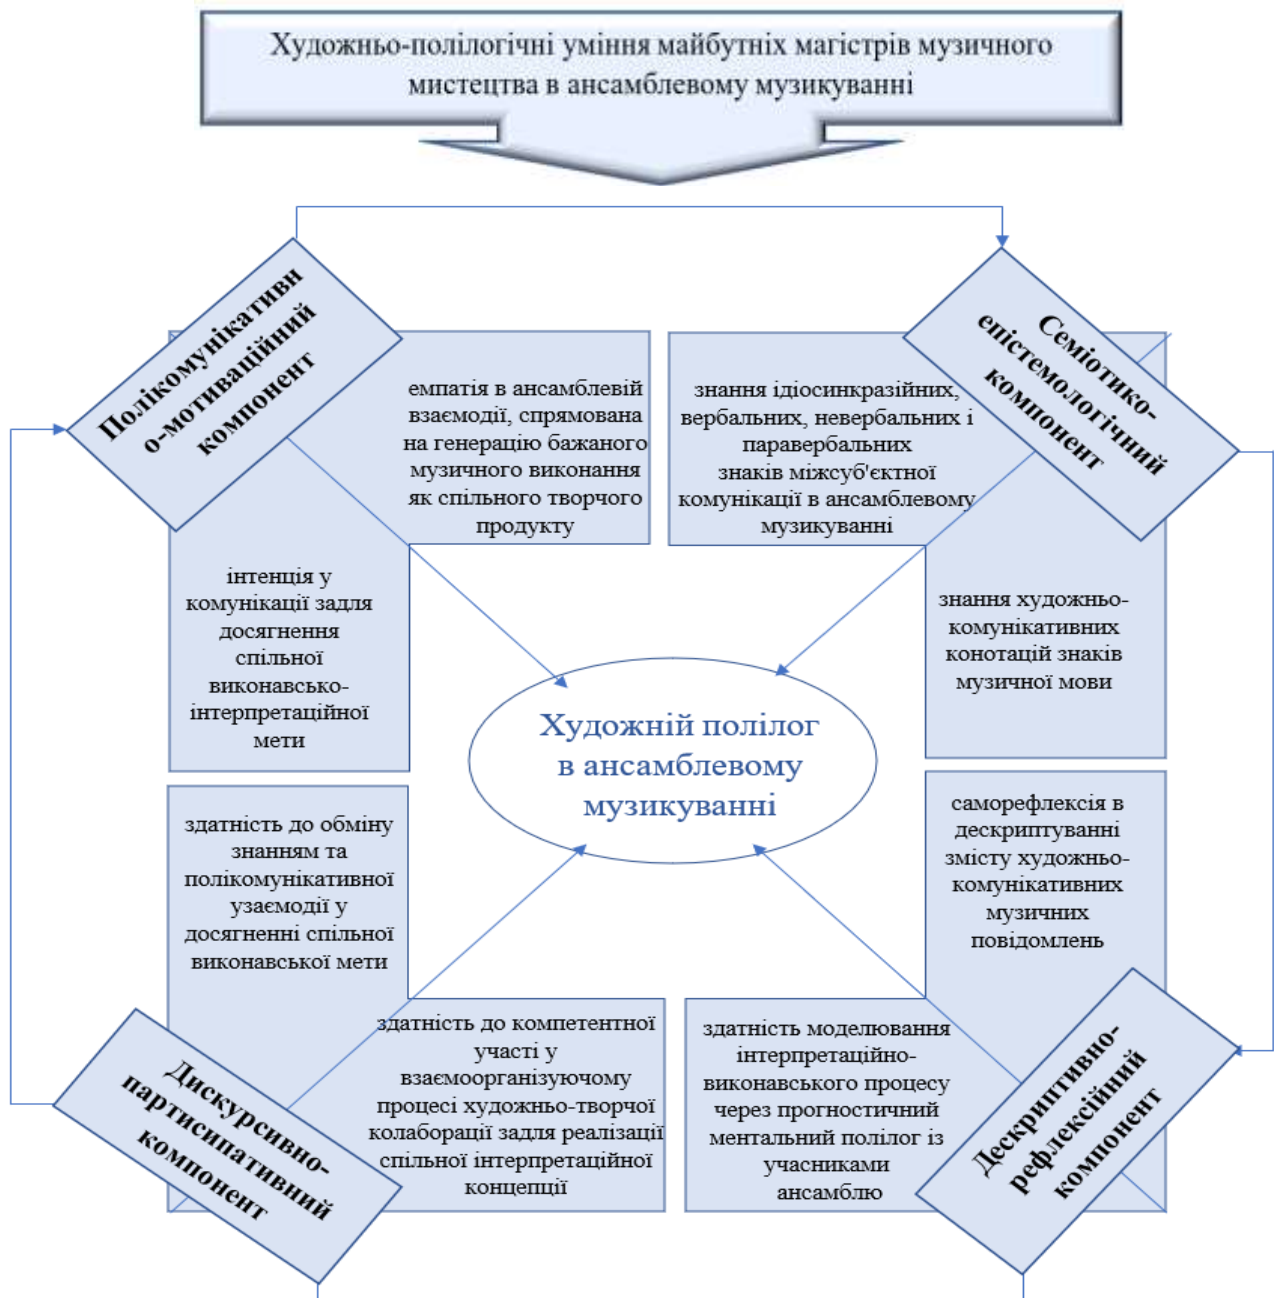 Художньо-полілогічні уміння майбутніх магістрів музичного
мистецтва в ансамблевому музикуванні
Полікомунікативн
о-мотиваційний
компонент
емпатія в ансамблевій
взаємодії, спрямована
на генерацію бажаного
музичного виконання
як спільного творчого
продукту
інтенція у
комунікації задля
досягнення
спільної
виконавсько-
інтерпретаційної
мети
Семіотико-
епістемологічний
компонент
знання ідіосинкразійних,
вербальних, невербальних і
паравербальних
знаків міжсуб'єктної
комунікації в ансамблевому
музикуванні
знання художньо-
комунікативних
конотацій знаків
музичної мови
Художній полілог
в ансамблевому
музикуванні
здатність до обміну
знанням та
полікомунікативної
узаємодії у
досягненні спільної
виконавської мети
Дискурсивно-
партисипативний
компонент
здатність до компетентної
участі у
взаємоорганізуючому
процесі художньо-творчої
колаборації задля реалізації
спільної інтерпретаційної
концепції
саморефлексія в
дескриптуванні
змісту художньо-
комунікативних
музичних
повідомлень
здатність моделювання
інтерпретаційно-
виконавського процесу
через прогностичний
ментальний полілог із
учасниками
ансамблю
Дескриптивно-
рефлексійний
компонент